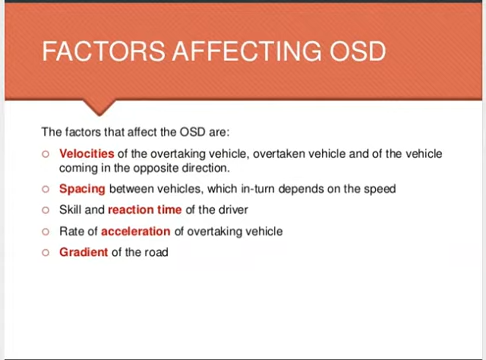 FACTORS AFFECTING OSD
The factors that affect the OSD are:
Velocities of the overtaking vehicle, overtaken vehicle and of the vehicle
coming in the opposite direction.
Spacing between vehicles, which in-turn depends on the speed
Skill and reaction time of the driver
Rate of acceleration of overtaking vehicle
Gradient of the road